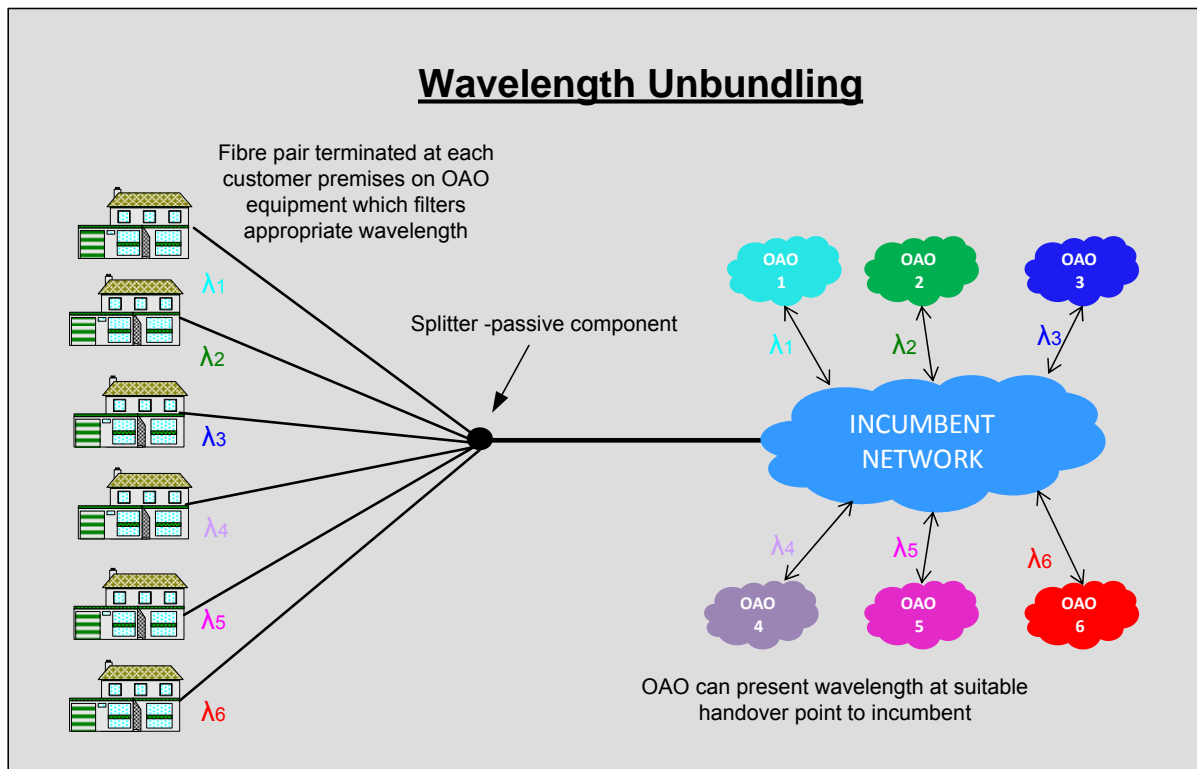 Wavelength Unbundling
Fibre pair terminated at each
customer premises on OAO
equipment which filters
appropriate wavelength
λ1
λ2
λ3
λ4
λ5
λ6
Splitter -passive component
OAO
1
OAO
2
OAO
3
λ1
λ2
λ3
INCUMBENT
NETWORK
λ4
λ5
λ6
OAO
4
OAO
5
OAO
6
OAO can present wavelength at suitable
handover point to incumbent